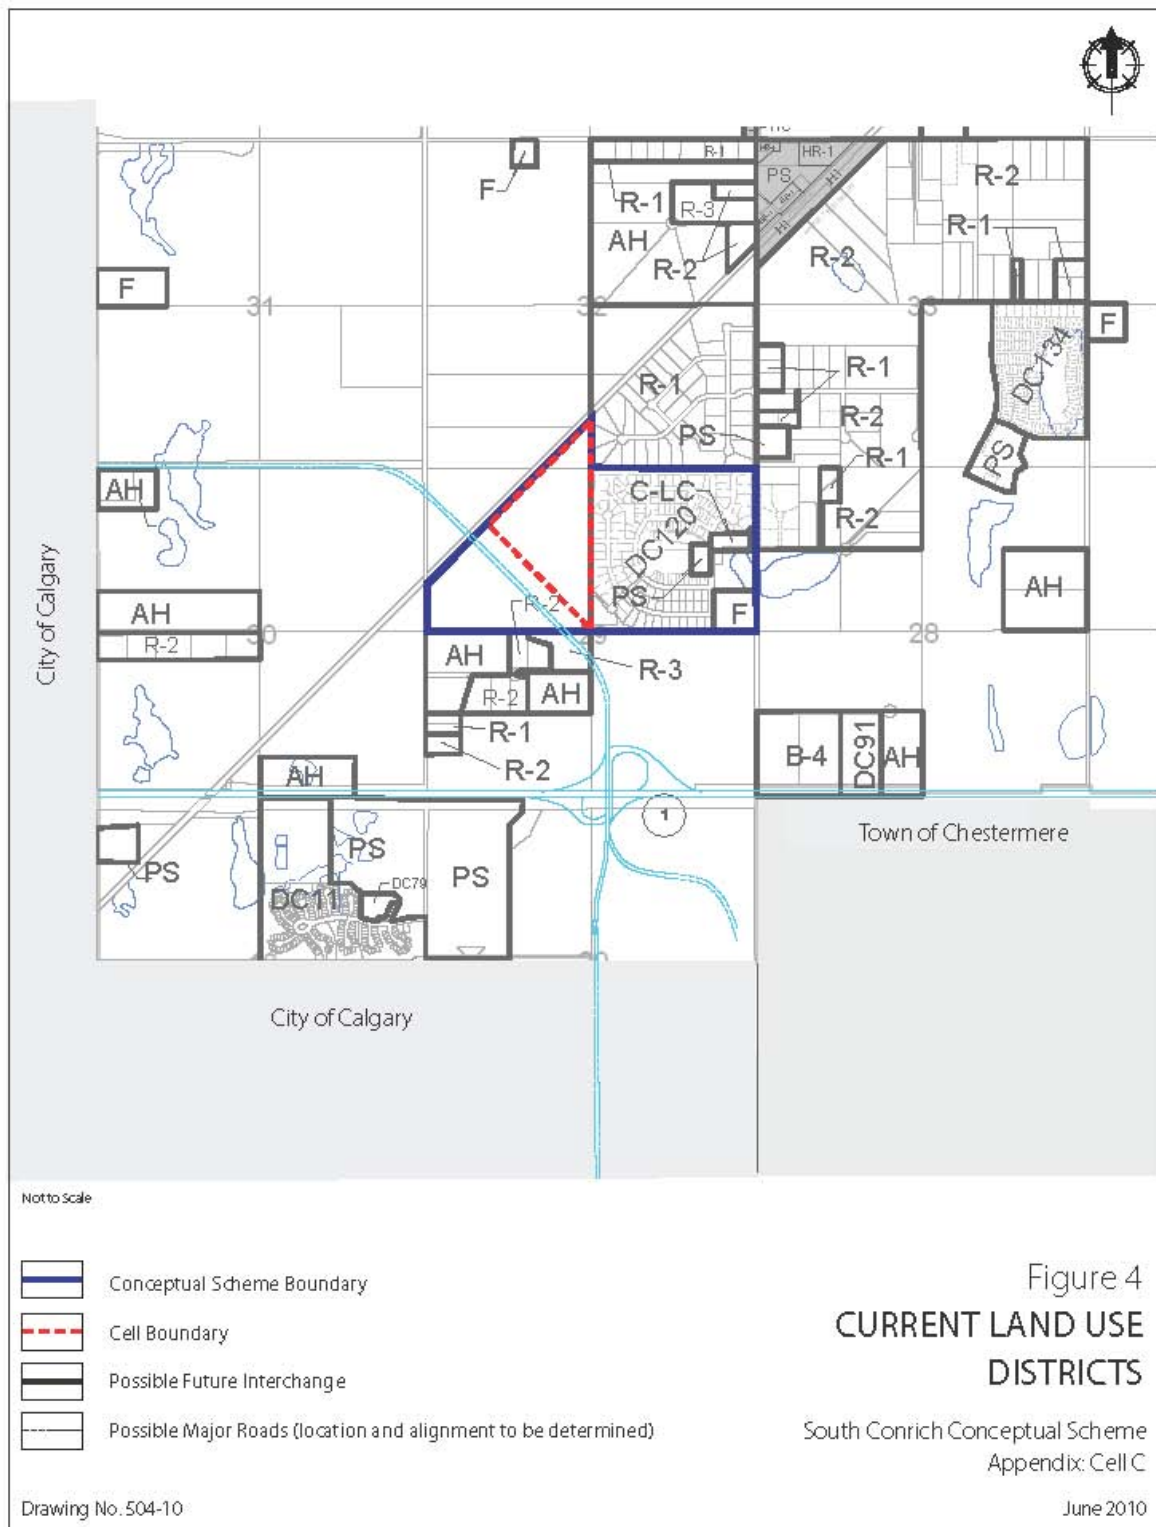 R-1
HR-1
PS
R-2
F
R-1
R-3
R-1
AH
R-2
R-2
F
31
32
33
F
DC134
R-1
R-1
R-2
PS
R-1
PS
AH
C-LC
DC120
R-2
AH
City of Calgary
PS
F
AH
R-2
30
R-2
29
28
AH
R-3
R-2
AH
R-1
R-2
B-4
DC91
AH
AH
1
Town of Chestermere
PS
PS
DC79
PS
DC11
City of Calgary
Not to Scale
Conceptual Scheme Boundary
Cell Boundary
Possible Future Interchange
Possible Major Roads (location and alignment to be determined)
Figure 4
CURRENT LAND USE
DISTRICTS
South Conrich Conceptual Scheme
Appendix: Cell C
Drawing No. 504-10
June 2010